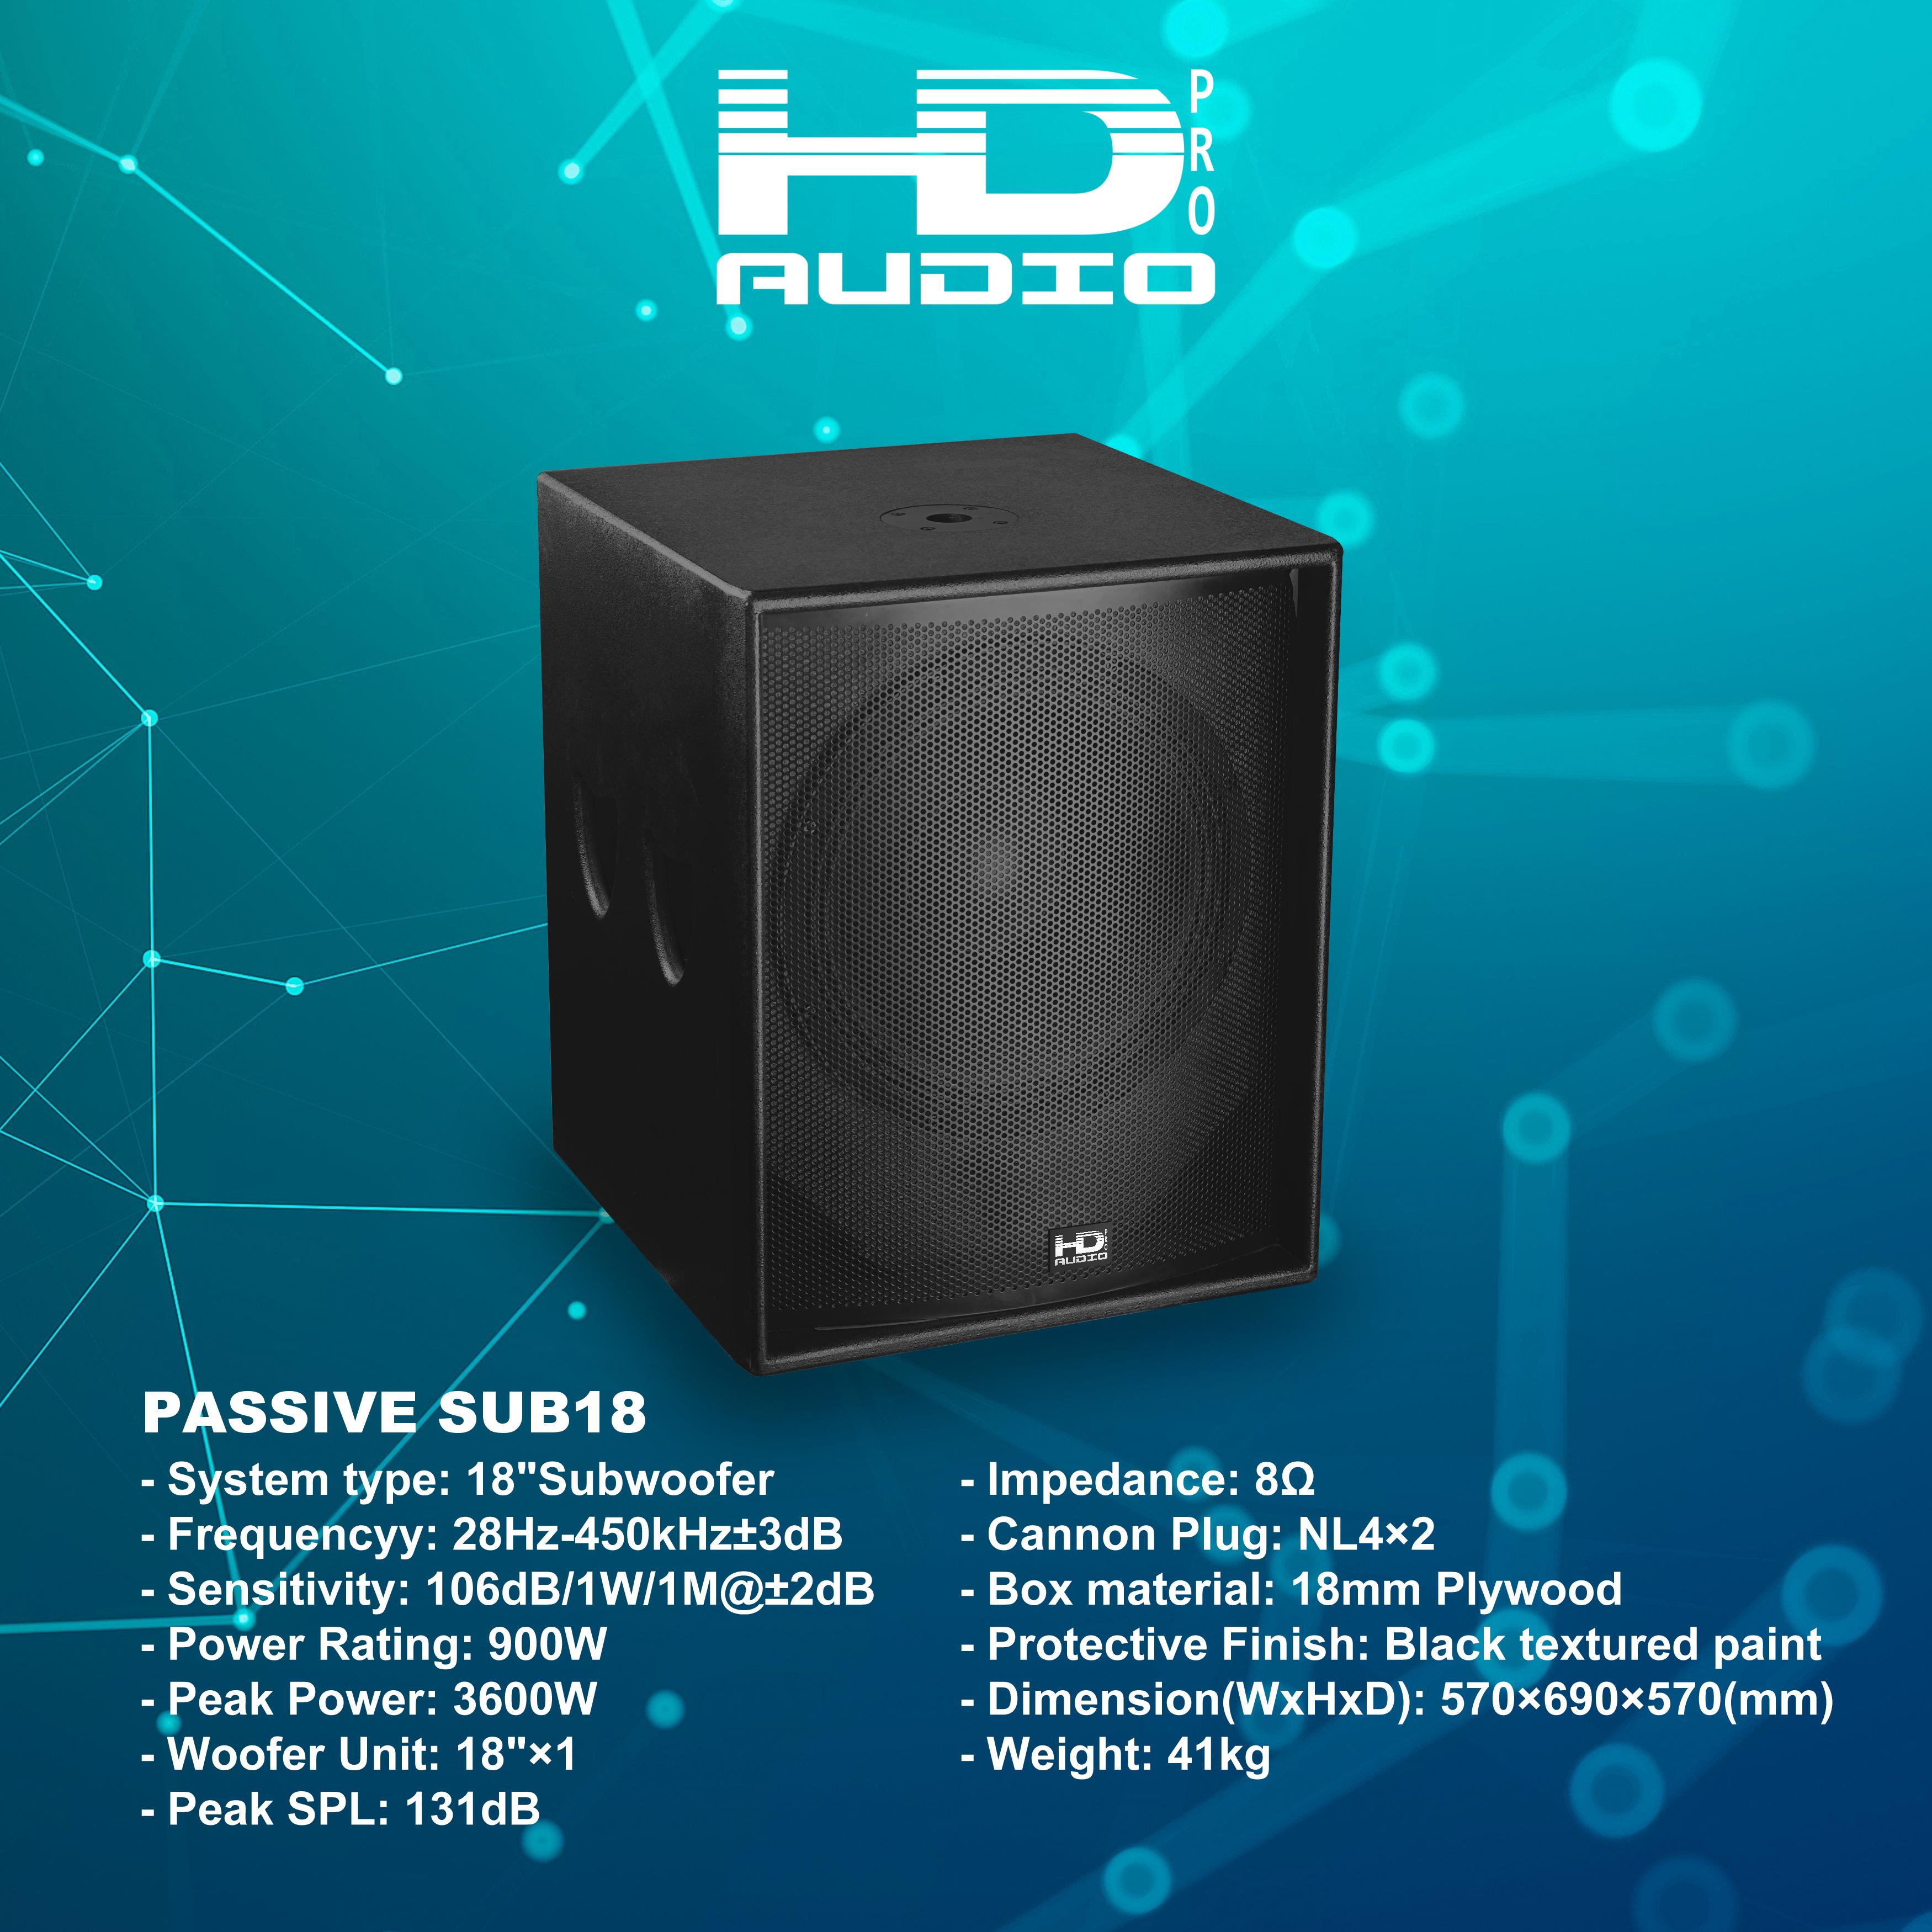 HD PRO
AUDIO
HD PRO
AUDIO
PASSIVE SUB18
- System type: 18"Subwoofer
- Frequencyy: 28Hz-450kHz±3dB
- Sensitivity: 106dB/1W/1M@±2dB
- Power Rating: 900W
- Peak Power: 3600W
- Woofer Unit: 18"×1
- Peak SPL: 131dB
- Impedance: 8Ω
- Cannon Plug: NL4×2
- Box material: 18mm Plywood
- Protective Finish: Black textured paint
- Dimension(WxHxD): 570×690×570(mm)
- Weight: 41kg